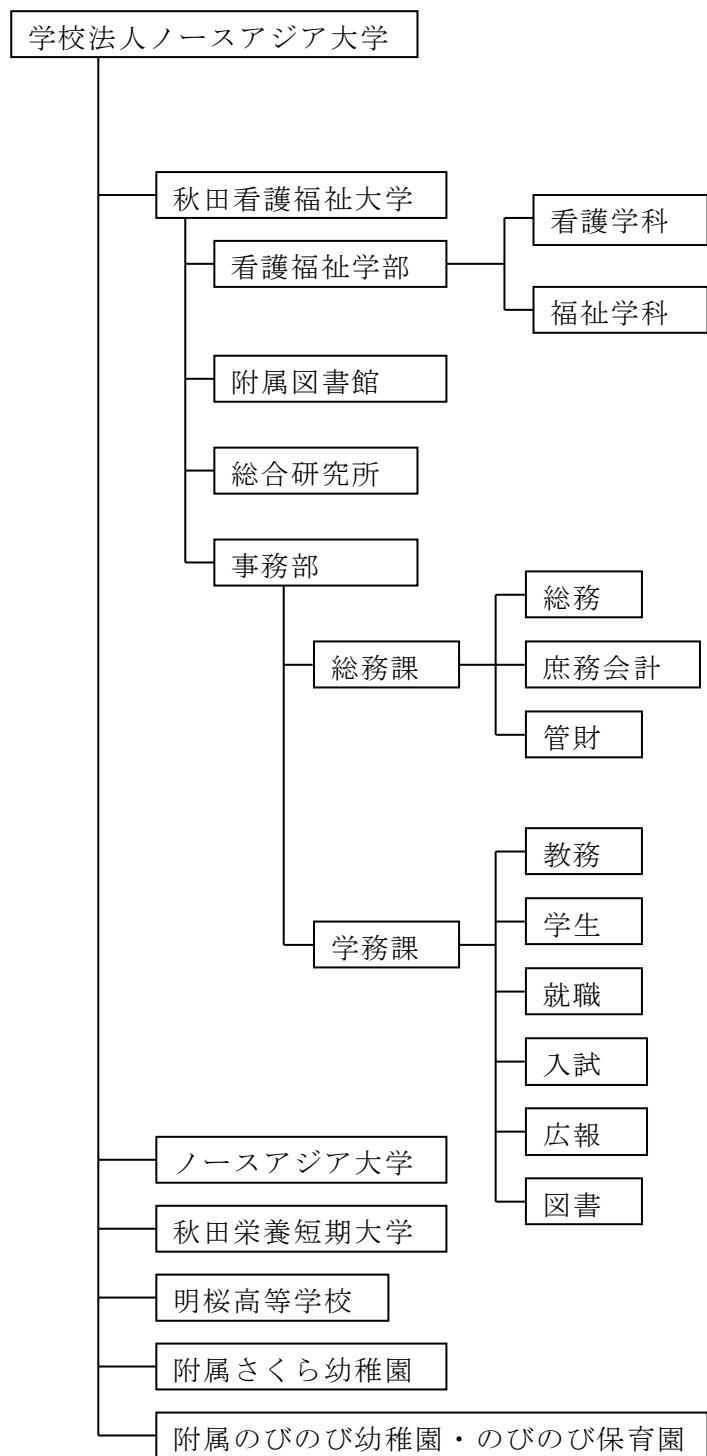 学校法人ノースアジア大学
秋田看護福祉大学
看護福祉学部
看護学科
福祉学科
附属図書館
総合研究所
事務部
総務課
総務
庶務会計
管財
学務課
教務
学生
就職
入試
広報
図書
ノースアジア大学
秋田栄養短期大学
明桜高等学校
附属さくら幼稚園
附属のびのび幼稚園・のびのび保育園